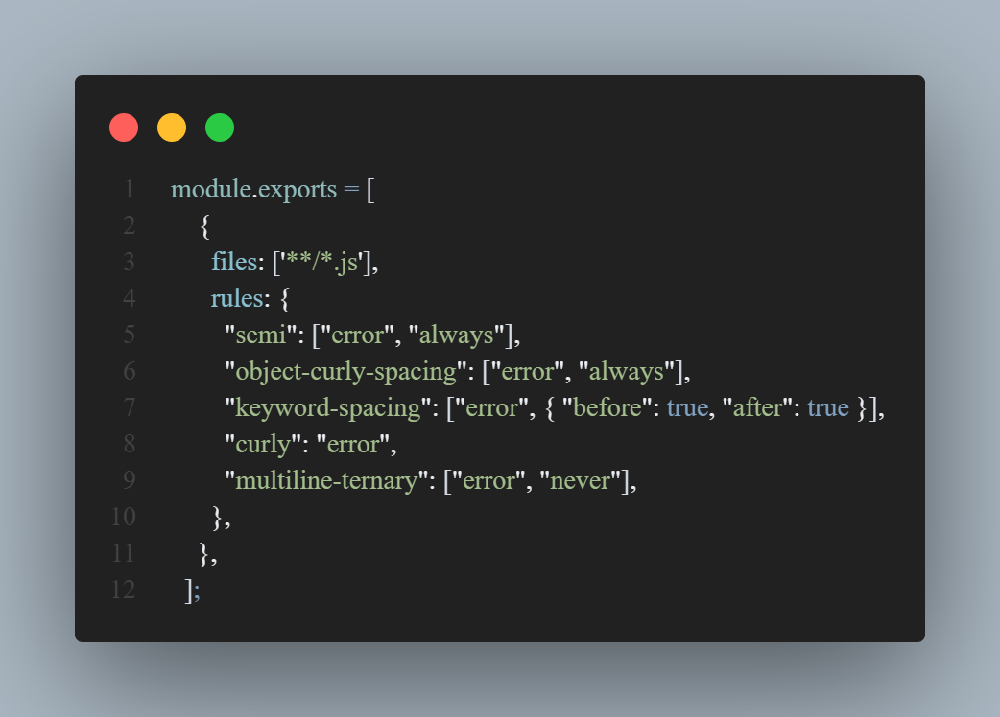 1 module.exports = [
2 {
3 files: ['**/*.js'],
4 rules: {
5 "semi": ["error", "always"],
6 "object-curly-spacing": ["error", "always"],
7 "keyword-spacing": ["error", { "before": true, "after": true }],
8 "curly": "error",
9 "multiline-ternary": ["error", "never"],
10 },
11 },
12 ];